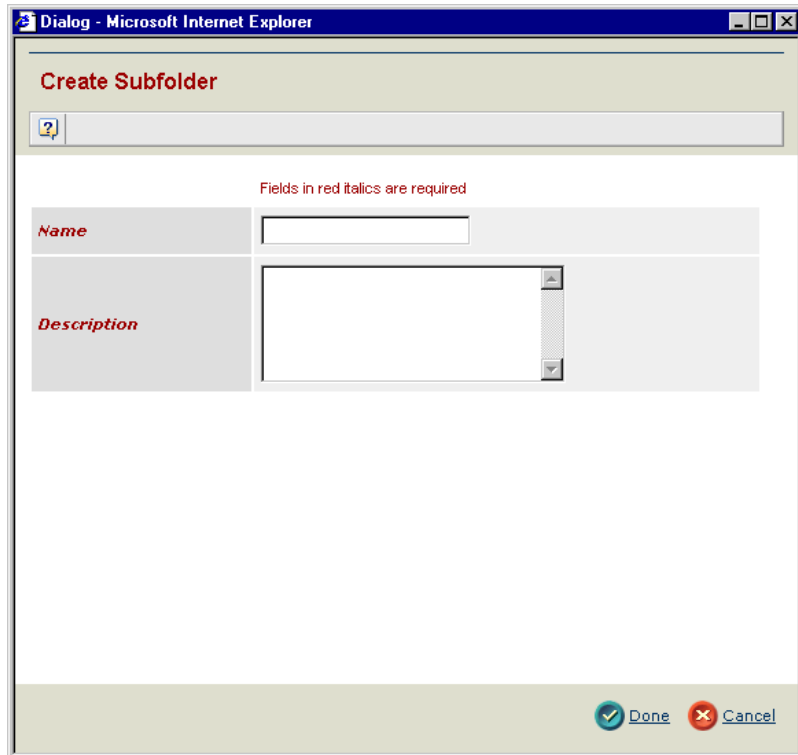 Dialog - Microsoft Internet Explorer
Create Subfolder
?
Fields in red italics are required
Name
Description
Done Cancel